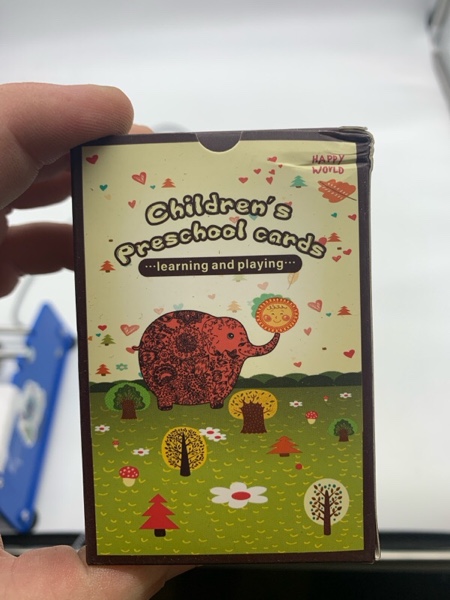 HAPPY
WORLD
Children's
Preschool cards
···learning and playing···